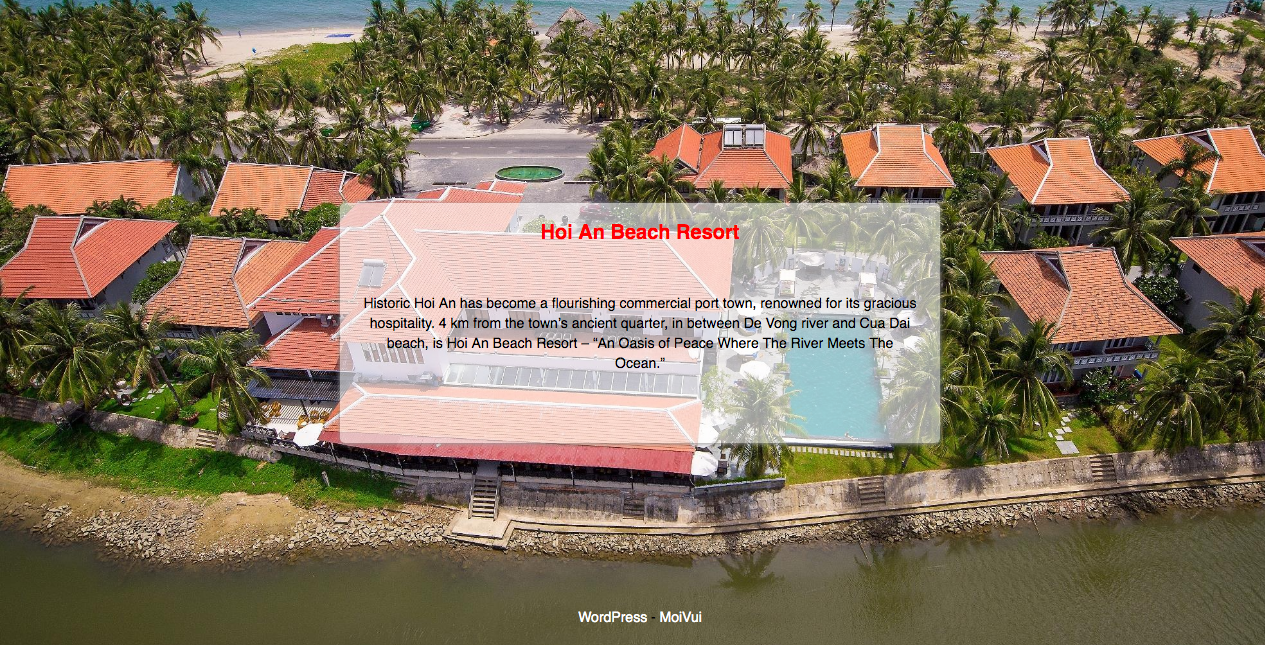 Hoi An Beach Resort
Historic Hoi An has become a flourishing commercial port town, renowned for its gracious
hospitality. 4 km from the town's ancient quarter, in between De Vong river and Cua Dai
beach, is Hoi An Beach Resort – “An Oasis of Peace Where The River Meets The
Ocean.”
WordPress - MoiVui